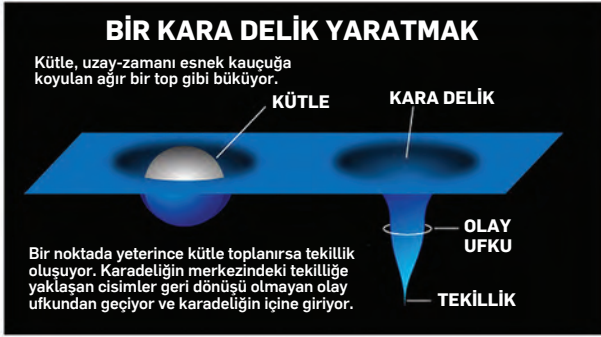 BİR KARA DELİK YARATMAK
Kütle, uzay-zamanı esnek kauçuğa
koyulan ağır bir top gibi büküyor.
KÜTLE
KARA DELİK
OLAY
UFKU
Bir noktada yeterince kütle toplanırsa tekillik
oluşuyor. Karadeliğin merkezindeki tekilliğe
yaklaşan cisimler geri dönüşü olmayan olay
ufkundan geçiyor ve karadeliğin içine giriyor.
TEKİLLİK